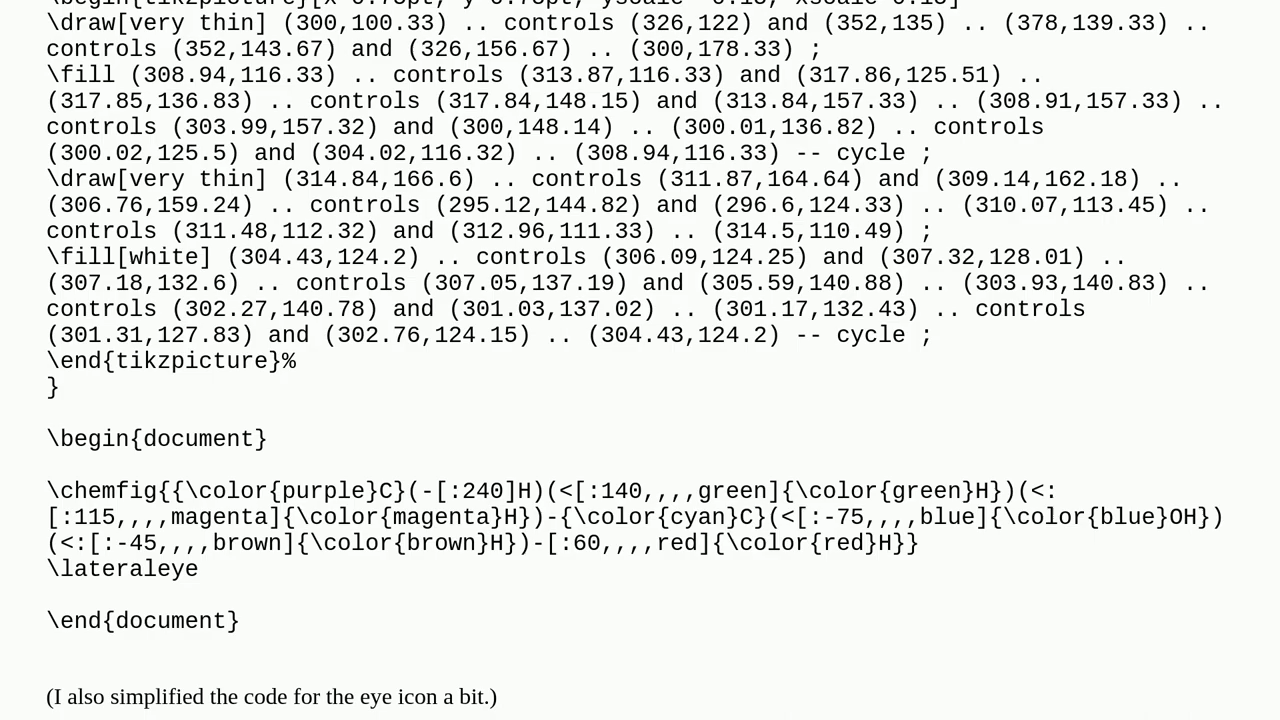 \begin{tikzpicture}[x=0.75pt, y=0.75pt, yscale=-0.13, xscale=0.13]
\draw[very thin] (300,100.33) .. controls (326,122) and (352,135) .. (378,139.33) ..
controls (352,143.67) and (326,156.67) .. (300,178.33) ;
\fill (308.94,116.33) .. controls (313.87,116.33) and (317.86,125.51) ..
(317.85,136.83) .. controls (317.84,148.15) and (313.84,157.33) .. (308.91,157.33) ..
controls (303.99,157.32) and (300,148.14) .. (300.01,136.82) .. controls
(300.02,125.5) and (304.02,116.32) .. (308.94,116.33) -- cycle ;
\draw[very thin] (314.84,166.6) .. controls (311.87,164.64) and (309.14,162.18) ..
(306.76,159.24) .. controls (295.12,144.82) and (296.6,124.33) .. (310.07,113.45) ..
controls (311.48,112.32) and (312.96,111.33) .. (314.5,110.49) ;
\fill[white] (304.43,124.2) .. controls (306.09,124.25) and (307.32,128.01) ..
(307.18,132.6) .. controls (307.05,137.19) and (305.59,140.88) .. (303.93,140.83) ..
controls (302.27,140.78) and (301.03,137.02) .. (301.17,132.43) .. controls
(301.31,127.83) and (302.76,124.15) .. (304.43,124.2) -- cycle ;
\end{tikzpicture}%
}
\begin{document}
\chemfig{{\color{purple}C}(-[:240]H)(<[:140,,,,green]{\color{green}H})(<:
[:115,,,,magenta]{\color{magenta}H})-{\color{cyan}C}(<[:-75,,,,blue]{\color{blue}OH})
(<:[:-45,,,,brown]{\color{brown}H})-[:60,,,,red]{\color{red}H}}
\lateraleye
\end{document}
(I also simplified the code for the eye icon a bit.)